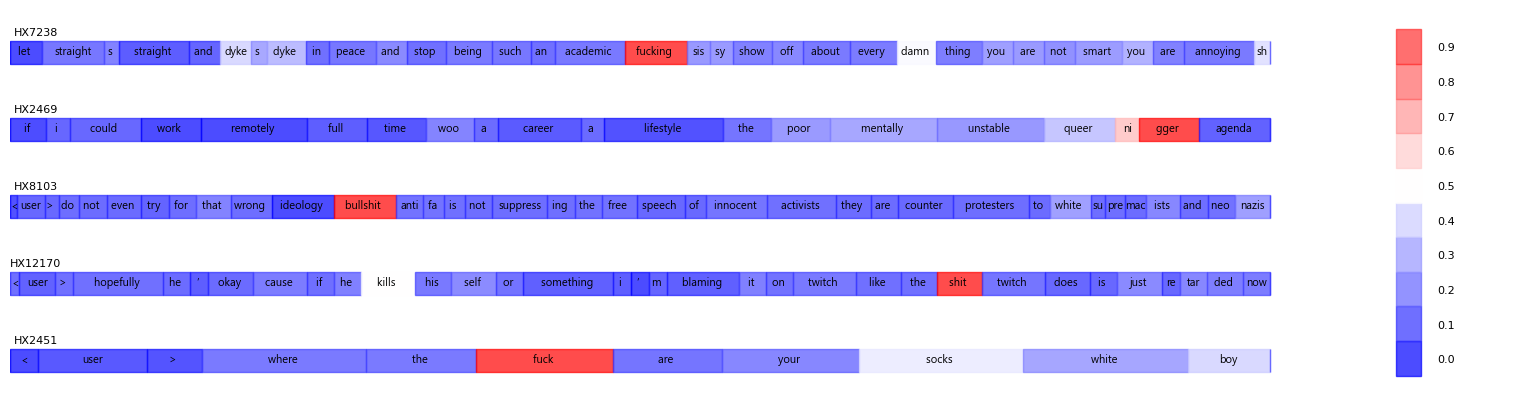 HX7238
let straight s straight and dyke s dyke in peace and stop being such an academic fucking sis sy show off about every damn thing you are not smart you are annoying sh
HX2469
if i could work remotely full time woo a career a lifestyle the poor mentally unstable queer ni gger agenda
HX8103
< user > do not even try for that wrong ideology bullshit anti fa is not suppress ing the free speech of innocent activists they are counter protesters to white su pre mac ists and neo nazis
HX12170
< user > hopefully he ' okay cause if he kills his self or something i ' m blaming it on twitch like the shit twitch does is just re tar ded now
HX2451
< user > where the fuck are your socks white boy
0.9
0.8
0.7
0.6
0.5
0.4
0.3
0.2
0.1
0.0